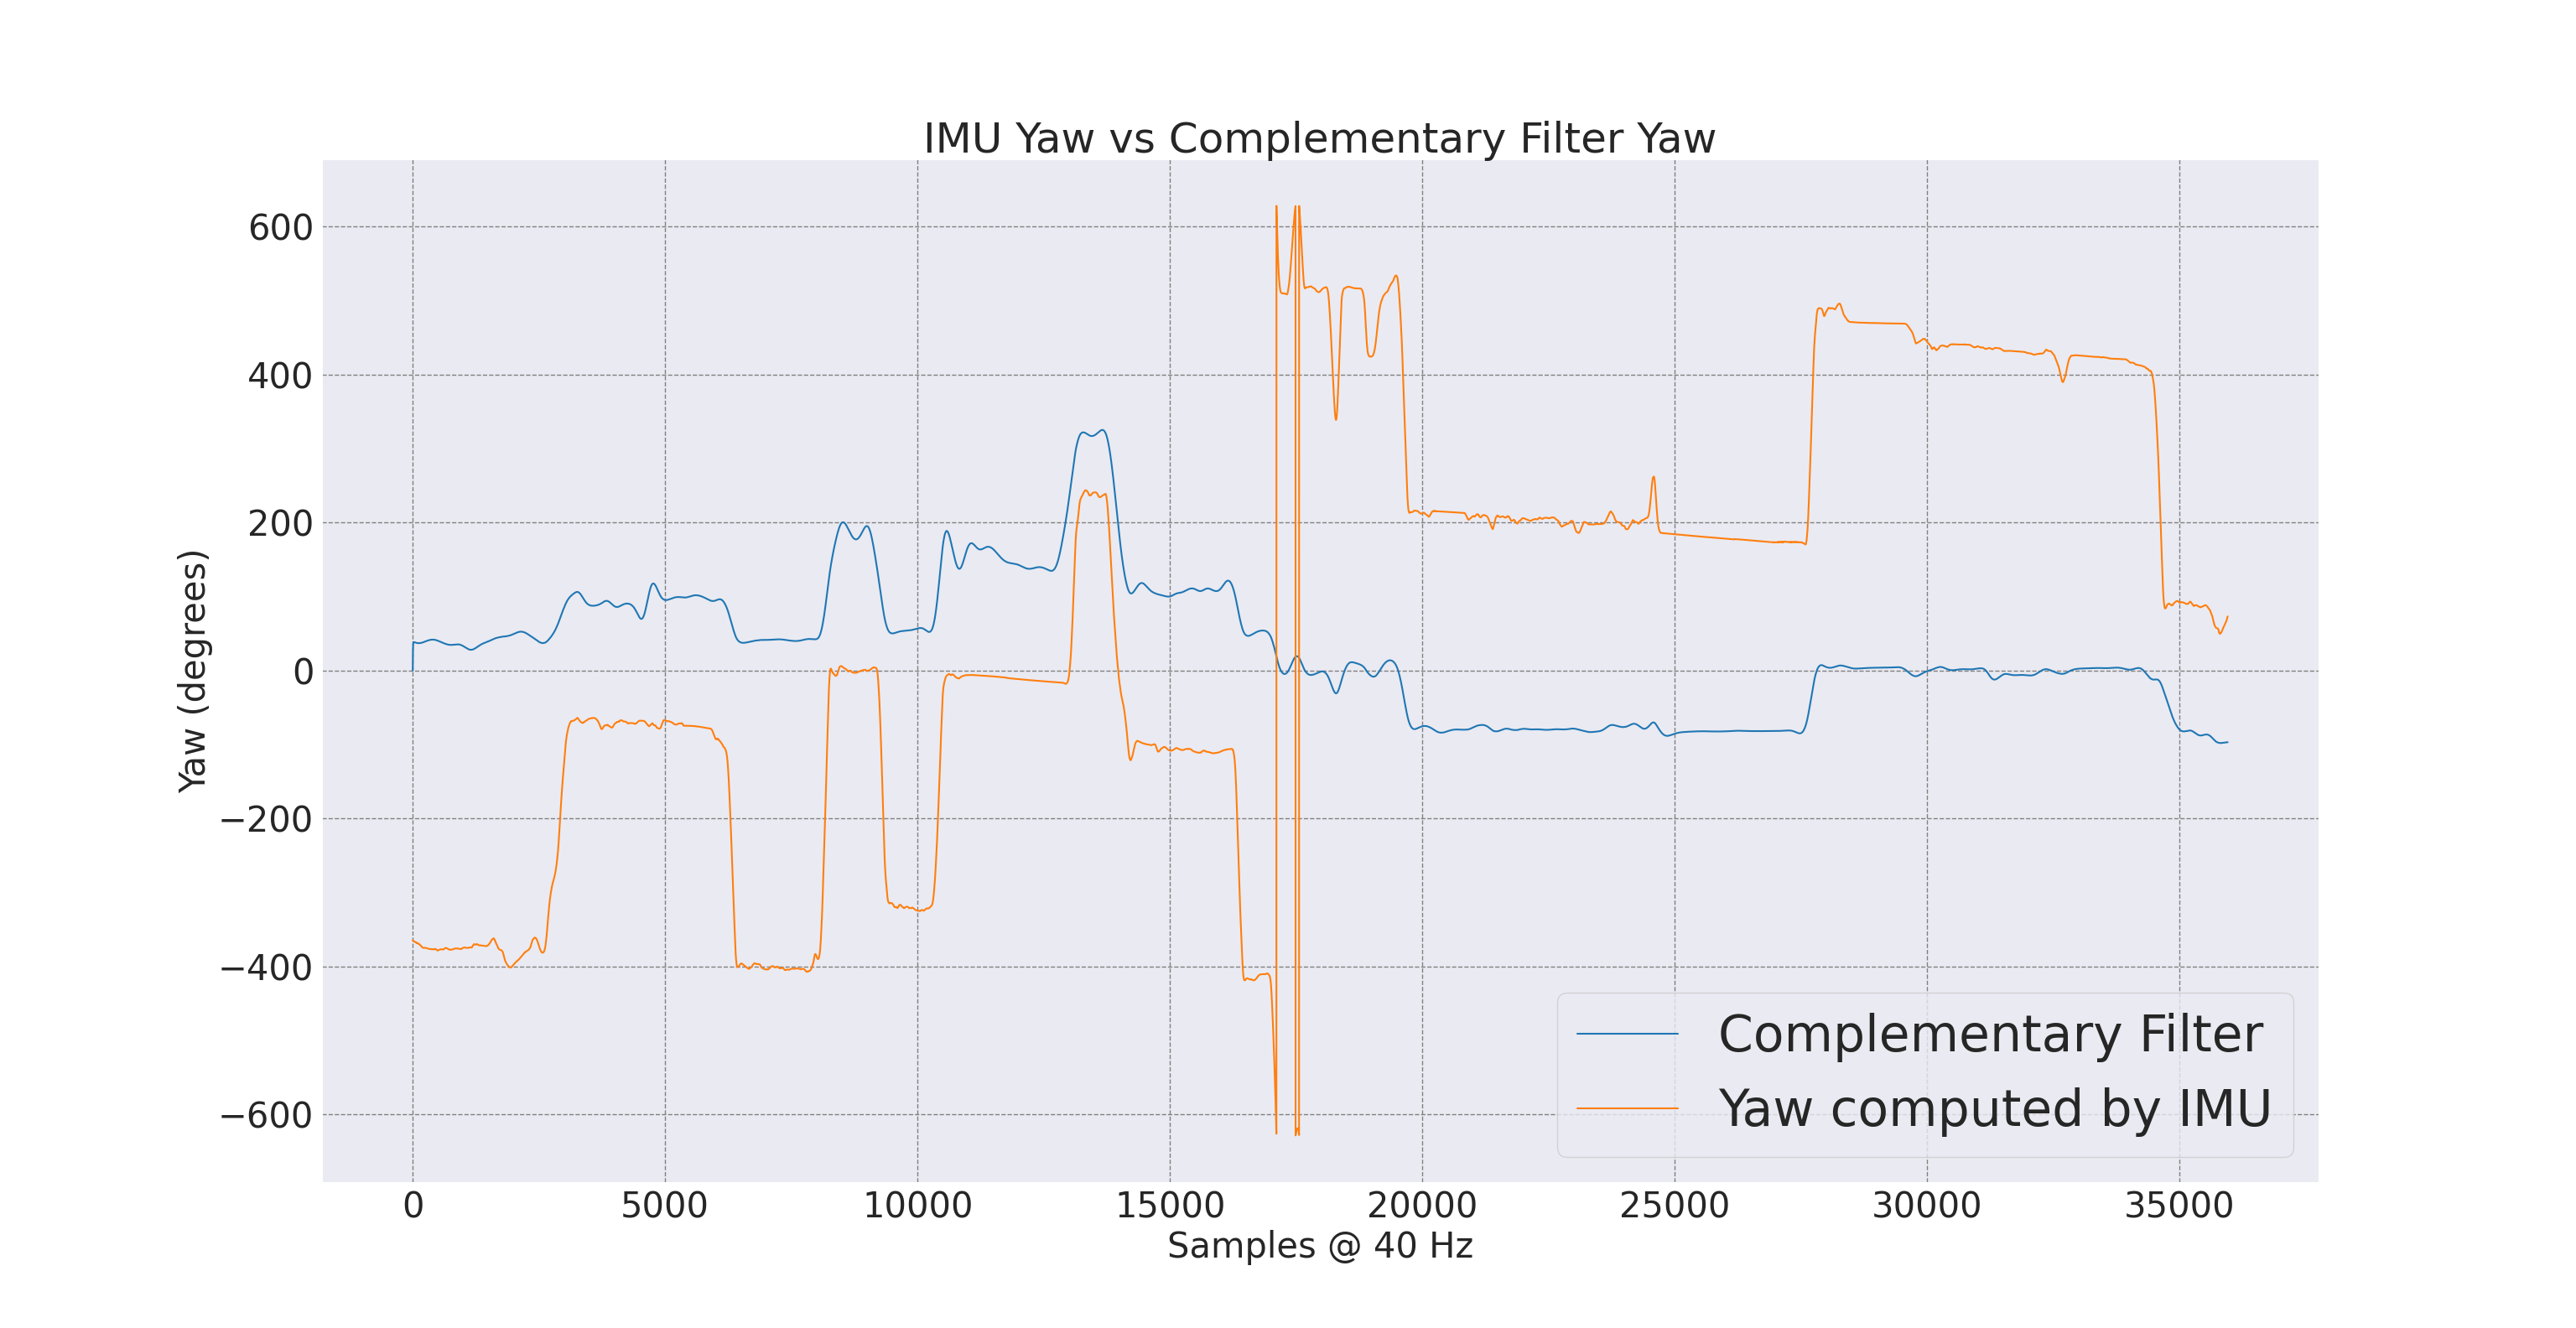 IMU Yaw vs Complementary Filter Yaw
Yaw (degrees)
600
400
200
0
−200
−400
−600
0 5000 10000 15000 20000 25000 30000 35000
Samples @ 40 Hz
Complementary Filter
Yaw computed by IMU